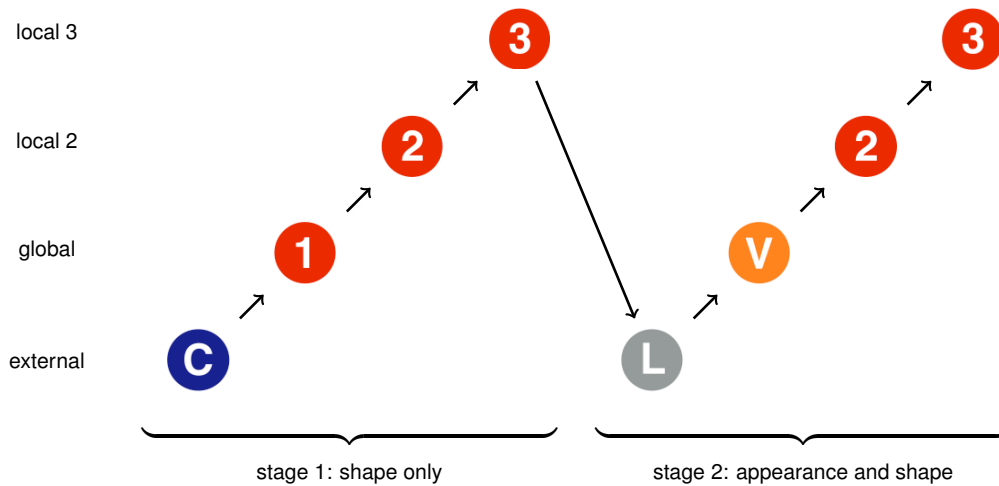 local 3
3
3
local 2
2
2
global
1
V
external
C
L
stage 1: shape only
stage 2: appearance and shape